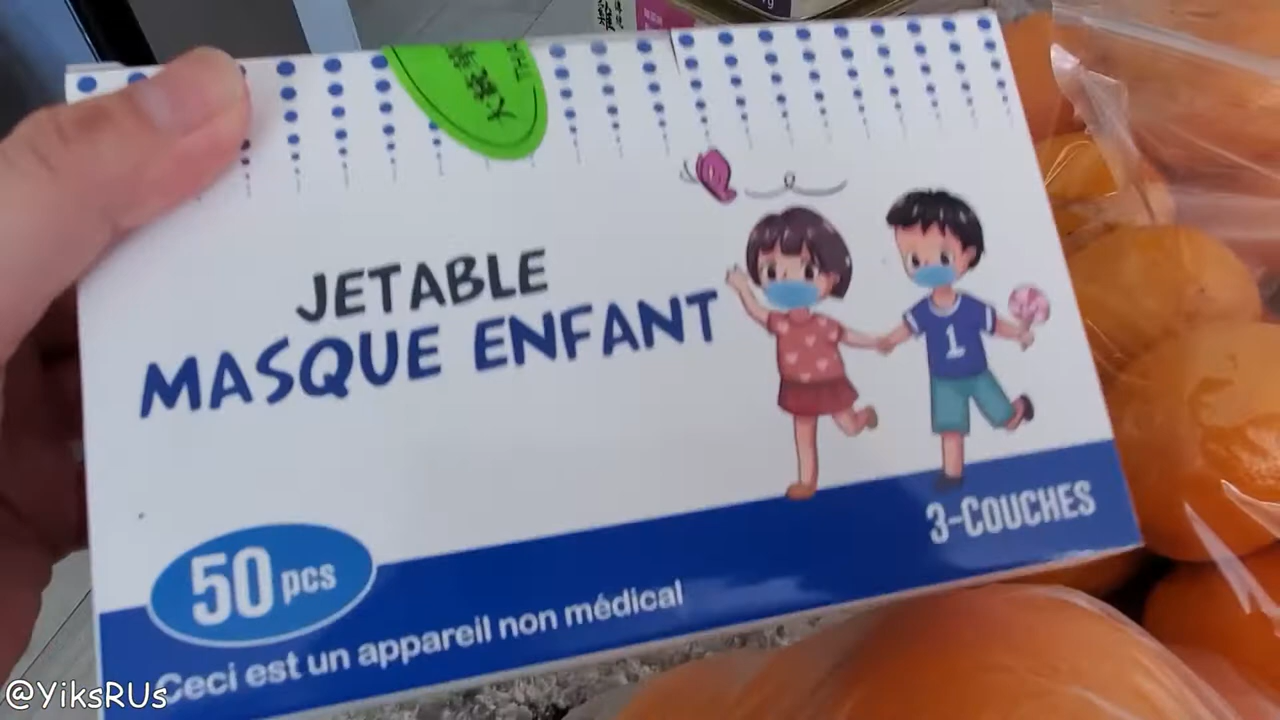 JETABLE
MASQUE ENFANT
1
3-COUCHES
50 pcs
Ceci est un appareil non médical
@YiksRUs